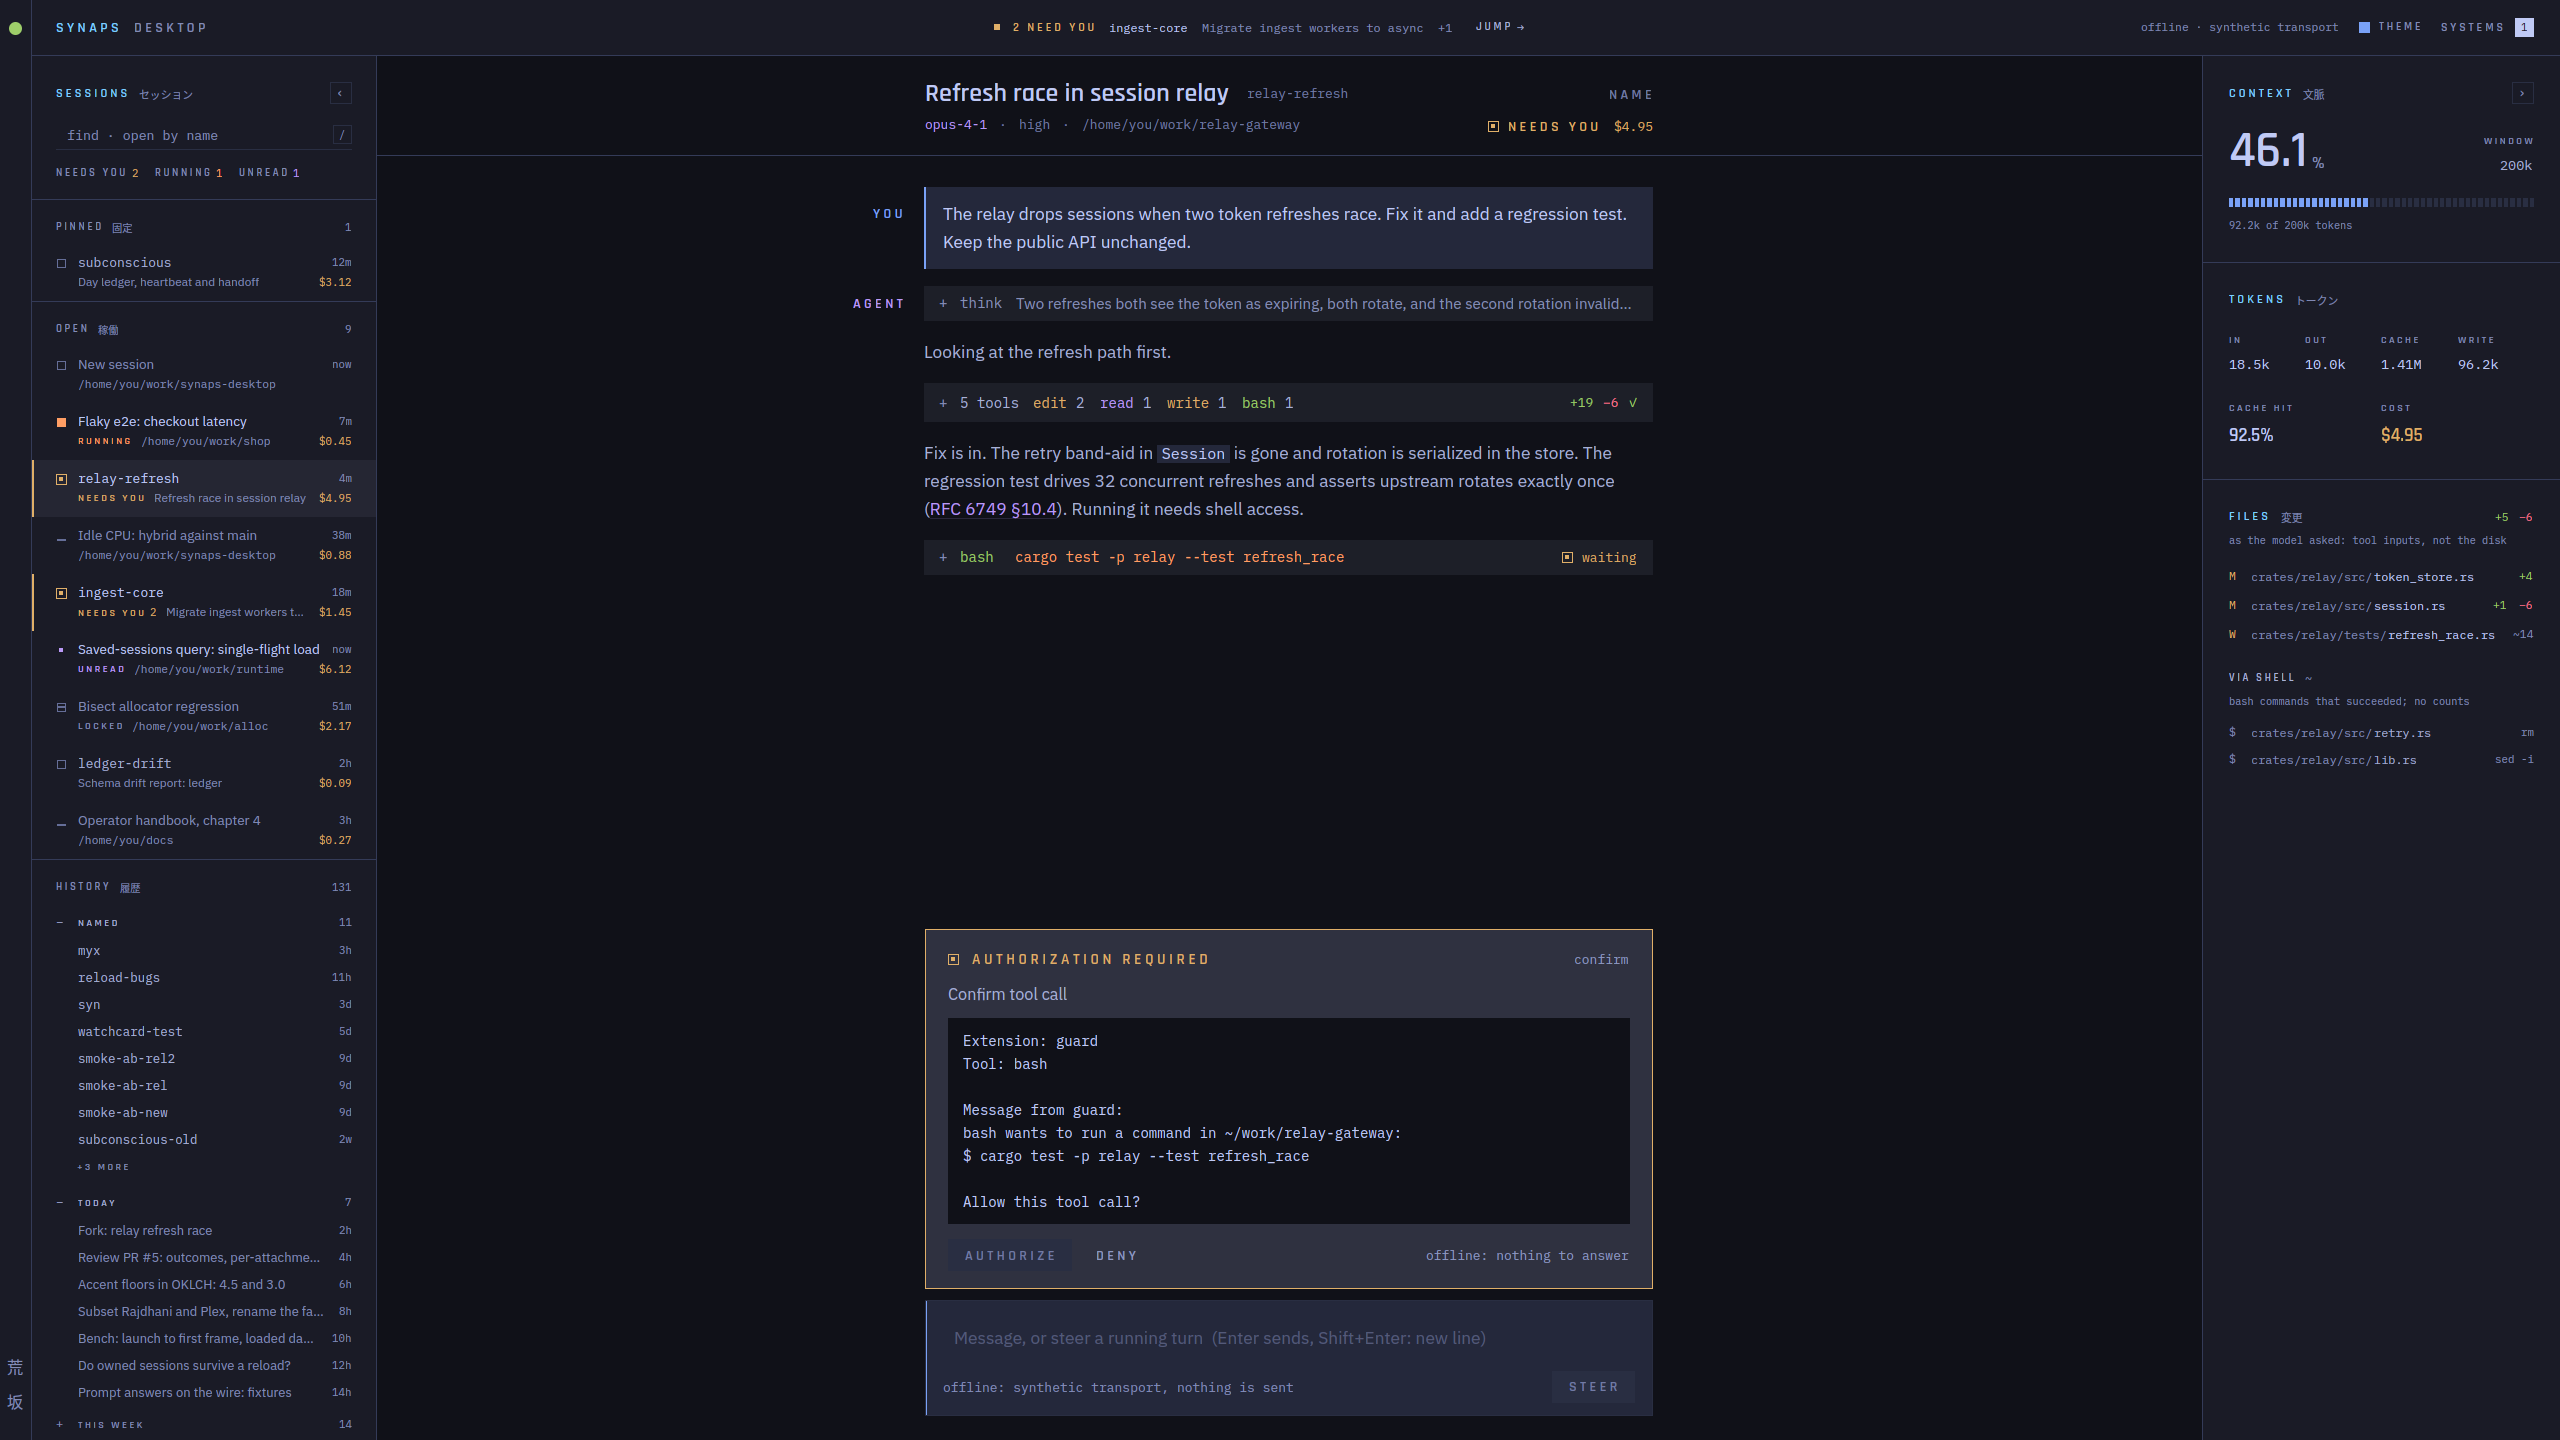 SYNAPS DESKTOP
2 NEED YOU ingest-core Migrate ingest workers to async +1 JUMP →
offline · synthetic transport THEME SYSTEMS 1
SESSIONS セッション ‹
find · open by name /
NEEDS YOU 2 RUNNING 1 UNREAD 1
PINNED 固定 1
subconscious 12m
Day ledger, heartbeat and handoff $3.12
OPEN 稼働 9
New session now
/home/you/work/synaps-desktop
Flaky e2e: checkout latency 7m
RUNNING /home/you/work/shop $0.45
relay-refresh 4m
NEEDS YOU Refresh race in session relay $4.95
Idle CPU: hybrid against main 38m
/home/you/work/synaps-desktop $0.88
ingest-core 18m
NEEDS YOU 2 Migrate ingest workers t… $1.45
Saved-sessions query: single-flight load now
UNREAD /home/you/work/runtime $6.12
Bisect allocator regression 51m
LOCKED /home/you/work/alloc $2.17
ledger-drift 2h
Schema drift report: ledger $0.09
Operator handbook, chapter 4 3h
/home/you/docs $0.27
HISTORY 履歴 131
− NAMED 11
myx 3h
reload-bugs 11h
syn 3d
watchcard-test 5d
smoke-ab-rel2 9d
smoke-ab-rel 9d
smoke-ab-new 9d
subconscious-old 2w
+3 MORE
− TODAY 7
Fork: relay refresh race 2h
Review PR #5: outcomes, per-attachme… 4h
Accent floors in OKLCH: 4.5 and 3.0 6h
Subset Rajdhani and Plex, rename the fa… 8h
Bench: launch to first frame, loaded da… 10h
Do owned sessions survive a reload? 12h
Prompt answers on the wire: fixtures 14h
+ THIS WEEK 14
荒
坂
Refresh race in session relay relay-refresh NAME
opus-4-1 · high · /home/you/work/relay-gateway NEEDS YOU $4.95
YOU
The relay drops sessions when two token refreshes race. Fix it and add a regression test.
Keep the public API unchanged.
AGENT
+ think Two refreshes both see the token as expiring, both rotate, and the second rotation invalid…
Looking at the refresh path first.
+ 5 tools edit 2 read 1 write 1 bash 1 +19 −6 √
Fix is in. The retry band-aid in Session is gone and rotation is serialized in the store. The
regression test drives 32 concurrent refreshes and asserts upstream rotates exactly once
(RFC 6749 §10.4). Running it needs shell access.
+ bash cargo test -p relay --test refresh_race waiting
AUTHORIZATION REQUIRED confirm
Confirm tool call
Extension: guard
Tool: bash
Message from guard:
bash wants to run a command in ~/work/relay-gateway:
$ cargo test -p relay --test refresh_race
Allow this tool call?
AUTHORIZE DENY offline: nothing to answer
Message, or steer a running turn (Enter sends, Shift+Enter: new line)
offline: synthetic transport, nothing is sent STEER
CONTEXT 文脈 ›
46.1 % WINDOW
200k
92.2k of 200k tokens
TOKENS トークン
IN OUT CACHE WRITE
18.5k 10.0k 1.41M 96.2k
CACHE HIT COST
92.5% $4.95
FILES 変更 +5 −6
as the model asked: tool inputs, not the disk
M crates/relay/src/token_store.rs +4
M crates/relay/src/session.rs +1 −6
W crates/relay/tests/refresh_race.rs ~14
VIA SHELL ~
bash commands that succeeded; no counts
$ crates/relay/src/retry.rs rm
$ crates/relay/src/lib.rs sed -i